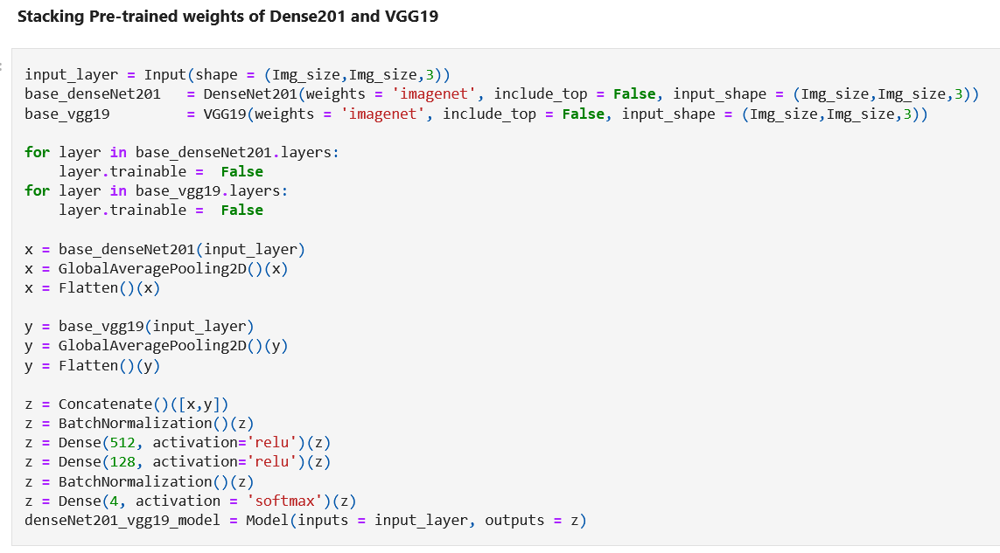 Stacking Pre-trained weights of Dense201 and VGG19
input_layer = Input(shape = (Img_size,Img_size,3))
base_denseNet201   = DenseNet201(weights = 'imagenet', include_top = False, input_shape = (Img_size,Img_size,3))
base_vgg19         = VGG19(weights = 'imagenet', include_top = False, input_shape = (Img_size,Img_size,3))
for layer in base_denseNet201.layers:
    layer.trainable =  False
for layer in base_vgg19.layers:
    layer.trainable =  False
x = base_denseNet201(input_layer)
x = GlobalAveragePooling2D()(x)
x = Flatten()(x)
y = base_vgg19(input_layer)
y = GlobalAveragePooling2D()(y)
y = Flatten()(y)
z = Concatenate()([x,y])
z = BatchNormalization()(z)
z = Dense(512, activation='relu')(z)
z = Dense(128, activation='relu')(z)
z = BatchNormalization()(z)
z = Dense(4, activation = 'softmax')(z)
denseNet201_vgg19_model = Model(inputs = input_layer, outputs = z)